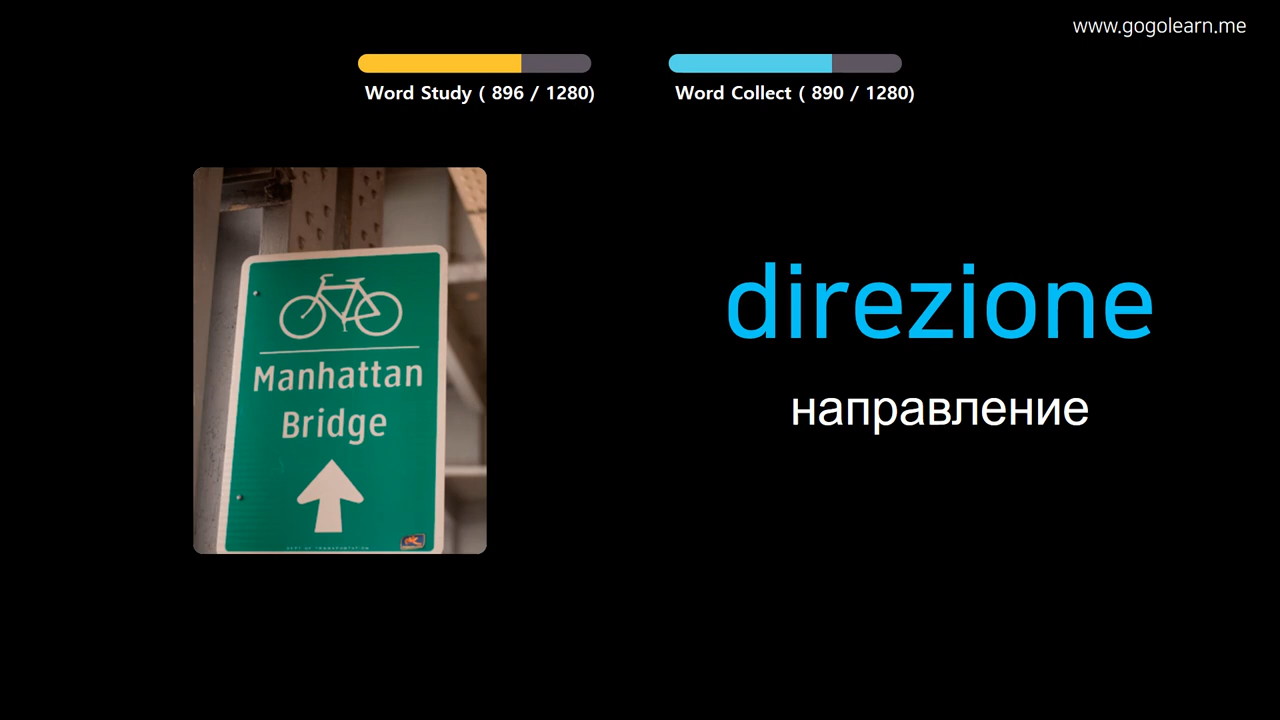 www.gogolearn.me
Word Study ( 896 / 1280)
Word Collect ( 890 / 1280)
Manhattan
Bridge
direzione
направление